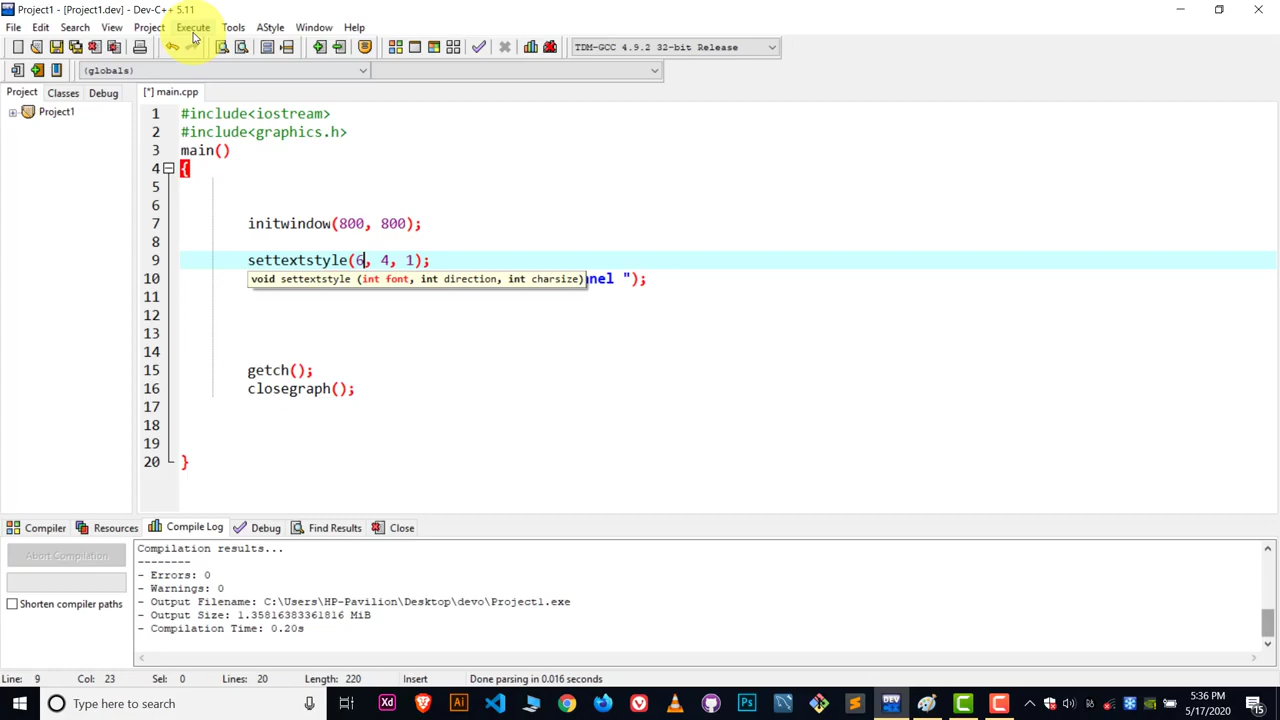 Project1 - [Project1.dev] - Dev-C++ 5.11
File Edit Search View Project Execute Tools AStyle Window Help
TDM-GCC 4.9.2 32-bit Release
(globals)
Project Classes Debug
[*] main.cpp
Project1
1 #include<iostream>
2 #include<graphics.h>
3 main()
4 {
5
6
7 initwindow(800, 800);
8
9 settextstyle(6, 4, 1);
void settextstyle (int font, int direction, int charsize)
10 ");
11
12
13
14
15 getch();
16 closegraph();
17
18
19
20 }
Compiler Resources Compile Log Debug Find Results Close
Abort Compilation
Shorten compiler paths
Compilation results...
--------
- Errors: 0
- Warnings: 0
- Output Filename: C:\Users\HP-Pavilion\Desktop\devo\Project1.exe
- Output Size: 1.35816383361816 MiB
- Compilation Time: 0.20s
Line: 9 Col: 23 Sel: 0 Lines: 20 Length: 220 Insert Done parsing in 0.016 seconds
Type here to search
Xd Ai Ps DEV
5:36 PM
5/17/2020
15